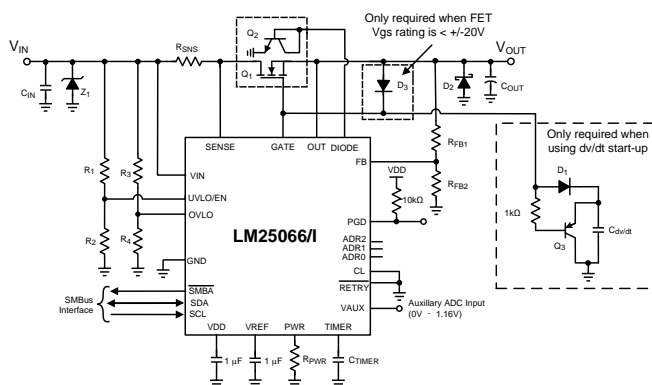 Only required when FET
Vgs rating is < +/-20V
VIN
RSNS
Q2
Q1
VOUT
CIN
Z1
D3
D2
COUT
SENSE
GATE
OUT
DIODE
RFB1
RFB2
FB
VDD
10kΩ
PGD
R1
R3
R2
R4
VIN
UVLO/EN
OVLO
GND
LM25066/I
ADR2
ADR1
ADR0
CL
RETRY
VAUX
Auxillary ADC Input
(0V - 1.16V)
SMBus
Interface
SMBA
SDA
SCL
VDD
VREF
PWR
TIMER
1 µF
1 µF
RPWR
CTIMER
Only required when
using dv/dt start-up
D1
1kΩ
Q3
Cdv/dt